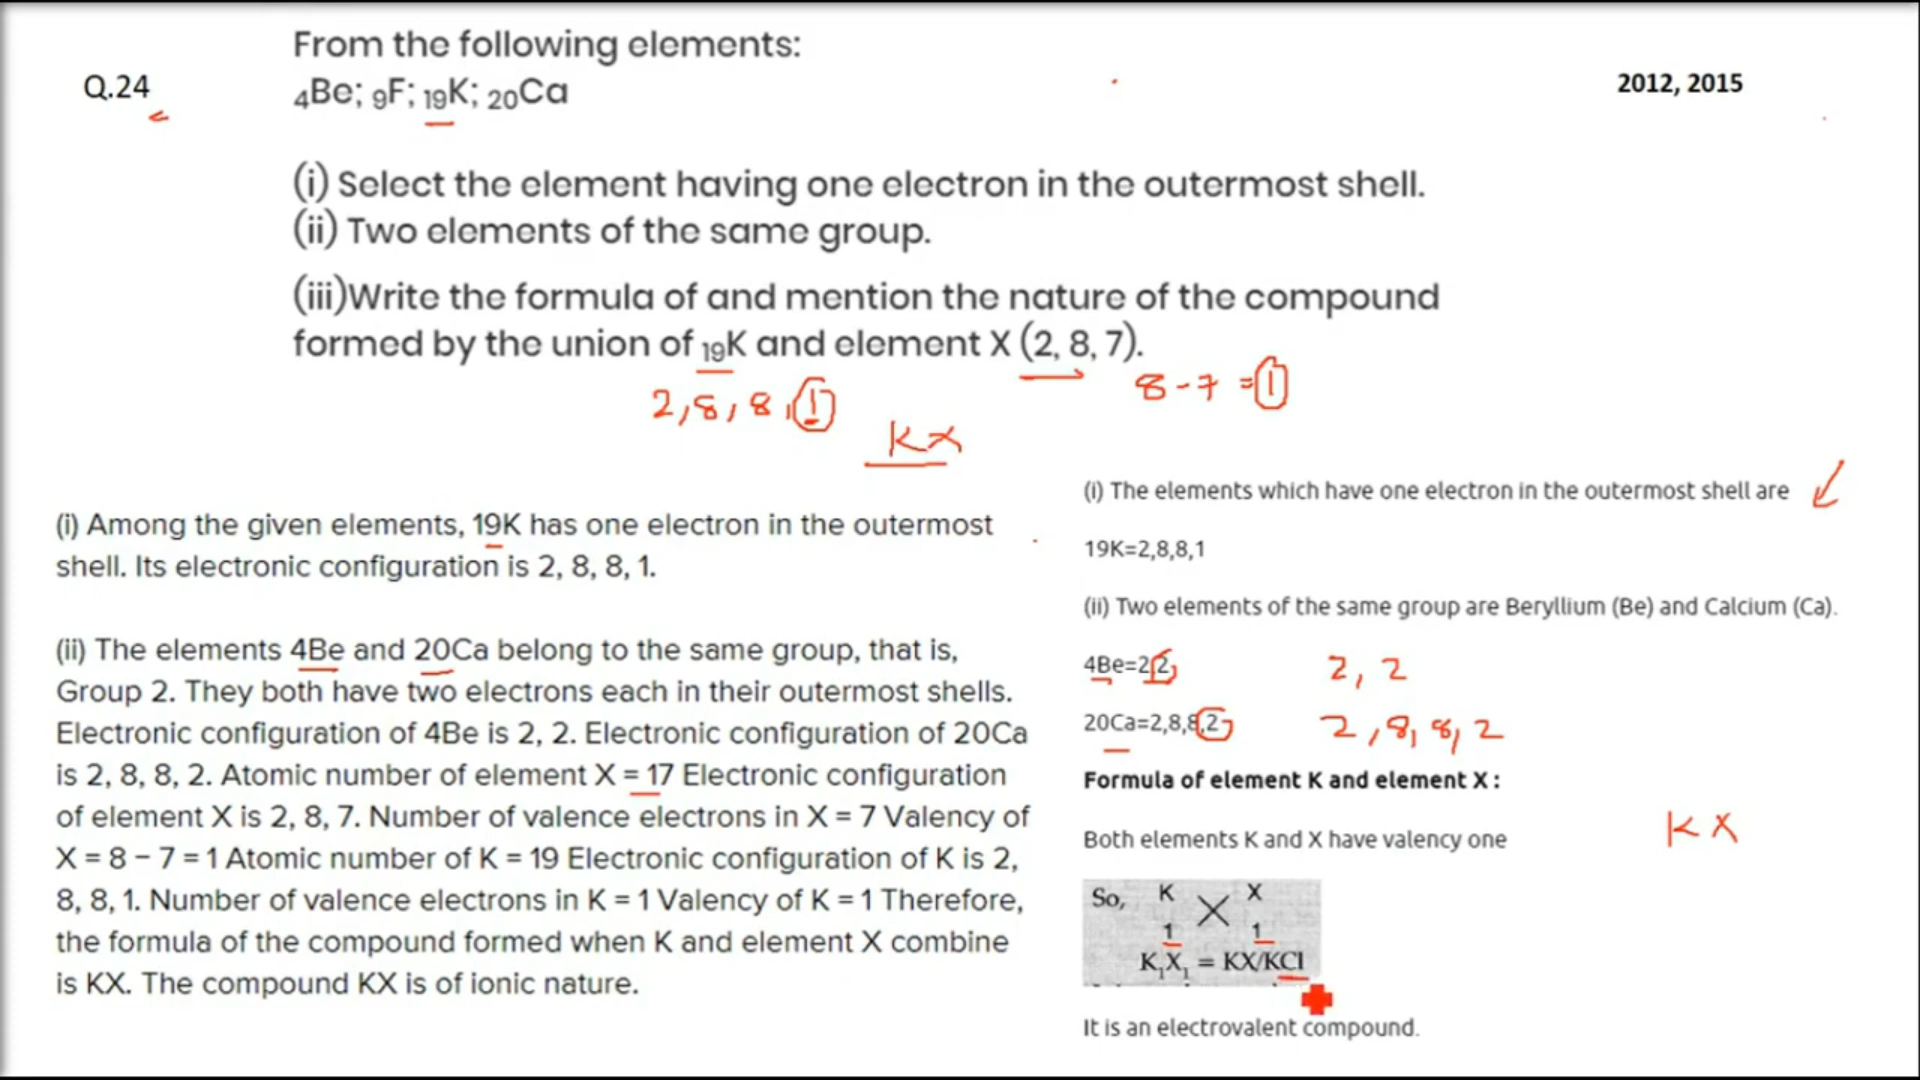 From the following elements:
Q.24
₄Be; ₉F; ₁₉K; ₂₀Ca
2012, 2015
(i) Select the element having one electron in the outermost shell.
(ii) Two elements of the same group.
(iii)Write the formula of and mention the nature of the compound
formed by the union of ₁₉K and element X (2, 8, 7).
2,8,8,1
8-7=1
KX
(i) Among the given elements, 19K has one electron in the outermost
shell. Its electronic configuration is 2, 8, 8, 1.
(ii) The elements 4Be and 20Ca belong to the same group, that is,
Group 2. They both have two electrons each in their outermost shells.
Electronic configuration of 4Be is 2, 2. Electronic configuration of 20Ca
is 2, 8, 8, 2. Atomic number of element X = 17 Electronic configuration
of element X is 2, 8, 7. Number of valence electrons in X = 7 Valency of
X = 8 − 7 = 1 Atomic number of K = 19 Electronic configuration of K is 2,
8, 8, 1. Number of valence electrons in K = 1 Valency of K = 1 Therefore,
the formula of the compound formed when K and element X combine
is KX. The compound KX is of ionic nature.
(i) The elements which have one electron in the outermost shell are
19K=2,8,8,1
(ii) Two elements of the same group are Beryllium (Be) and Calcium (Ca).
4Be=2,2,
2, 2
20Ca=2,8,8,2
2,8,8,2
Formula of element K and element X :
Both elements K and X have valency one
KX
So, K X
1 1
K₁X₁ = KX/KCl
It is an electrovalent compound.